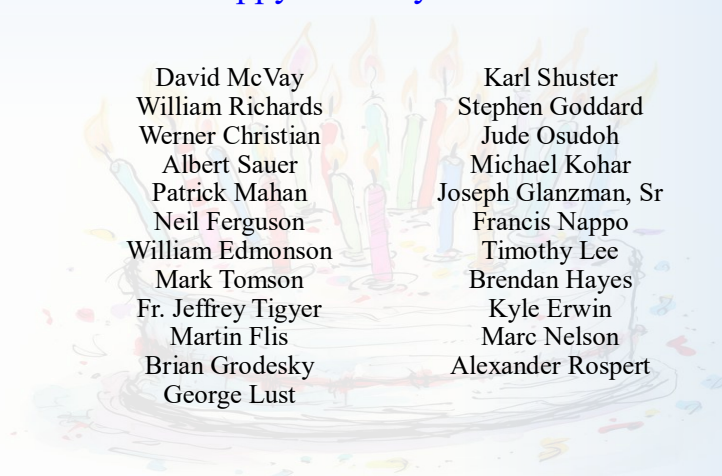 David McVay
William Richards
Werner Christian
Albert Sauer
Patrick Mahan
Neil Ferguson
William Edmonson
Mark Tomson
Fr. Jeffrey Tigyer
Martin Flis
Brian Grodesky
George Lust
Karl Shuster
Stephen Goddard
Jude Osudoh
Michael Kohar
Joseph Glanzman, Sr
Francis Nappo
Timothy Lee
Brendan Hayes
Kyle Erwin
Marc Nelson
Alexander Rospert